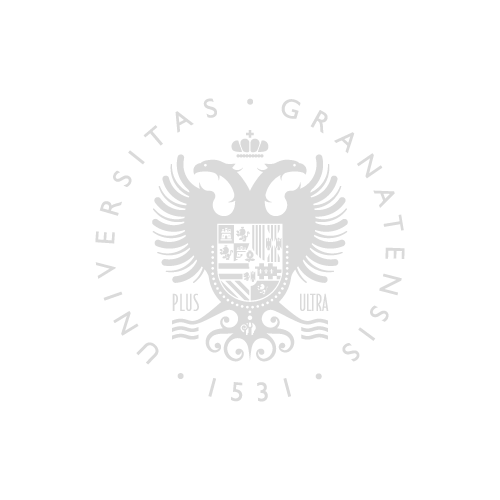 UNIVERSITAS • GRANATENSIS
PLUS ULTRA
• 1531 •